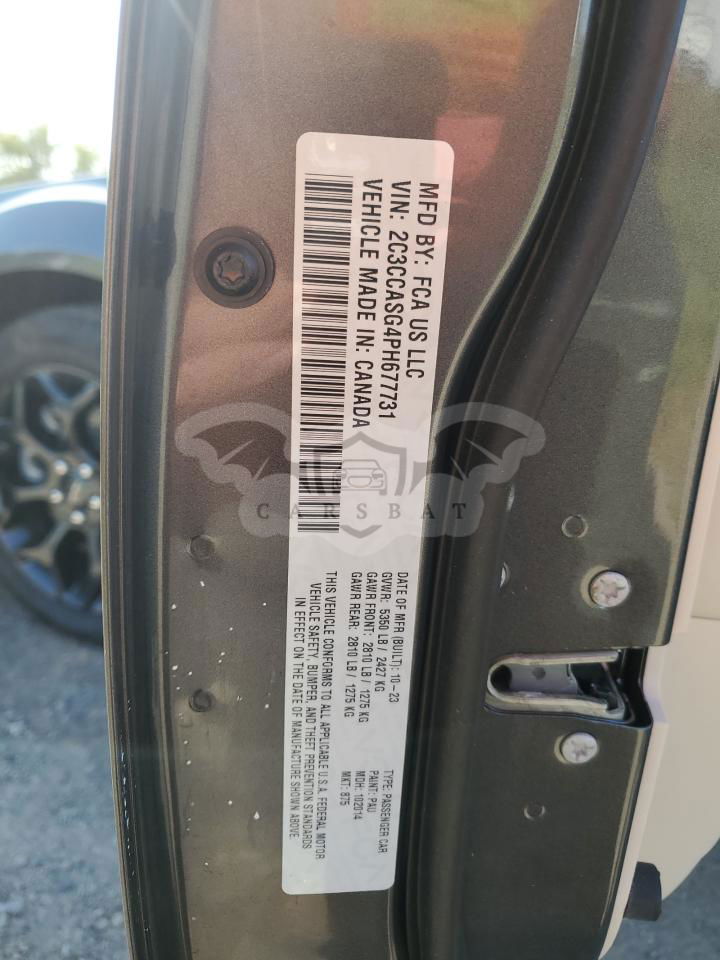 MFD BY: FCA US LLC
VIN: 2C3CCASG4PH677731
VEHICLE MADE IN: CANADA
DATE OF MFR (BUILT): 10-23
GVWR: 5350 LB / 2427 KG
GAWR FRONT: 2810 LB / 1275 KG
GAWR REAR: 2810 LB / 1275 KG
TYPE: PASSENGER CAR
PAINT: PAU
MDH: 102014
MKT: 875
THIS VEHICLE CONFORMS TO ALL APPLICABLE U.S.A. FEDERAL MOTOR
VEHICLE SAFETY, BUMPER, AND THEFT PREVENTION STANDARDS
IN EFFECT ON THE DATE OF MANUFACTURE SHOWN ABOVE.
CARSBAT